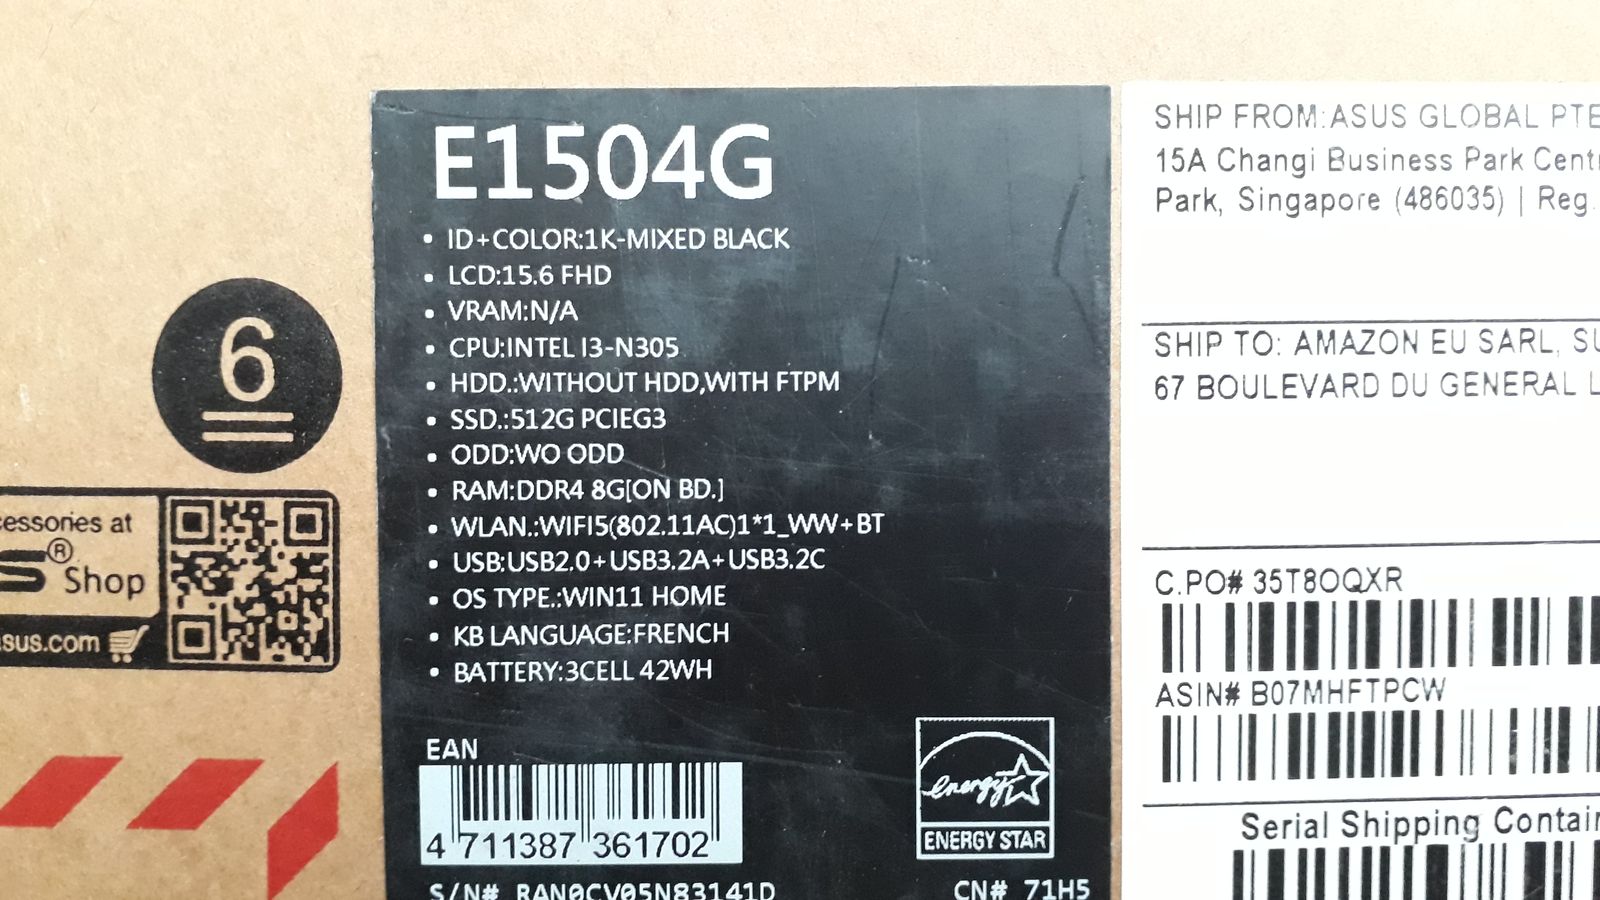 E1504G
• ID+COLOR:1K-MIXED BLACK
• LCD:15.6 FHD
• VRAM:N/A
• CPU:INTEL I3-N305
• HDD.:WITHOUT HDD,WITH FTPM
• SSD.:512G PCIEG3
• ODD:WO ODD
• RAM:DDR4 8G[ON BD.]
• WLAN.:WIFI5(802.11AC)1*1_WW+BT
• USB:USB2.0+USB3.2A+USB3.2C
• OS TYPE.:WIN11 HOME
• KB LANGUAGE:FRENCH
• BATTERY:3CELL 42WH
EAN
4 711387 361702
energy
ENERGY STAR
S/N# RAN0CV05N83141D
CN# 71H5
6
cessories at
S® Shop
asus.com
SHIP FROM:ASUS GLOBAL PTE
15A Changi Business Park Cent
Park, Singapore (486035) | Reg.
SHIP TO: AMAZON EU SARL, SU
67 BOULEVARD DU GENERAL L
C.PO# 35T8OQXR
ASIN# B07MHFTPCW
Serial Shipping Contain